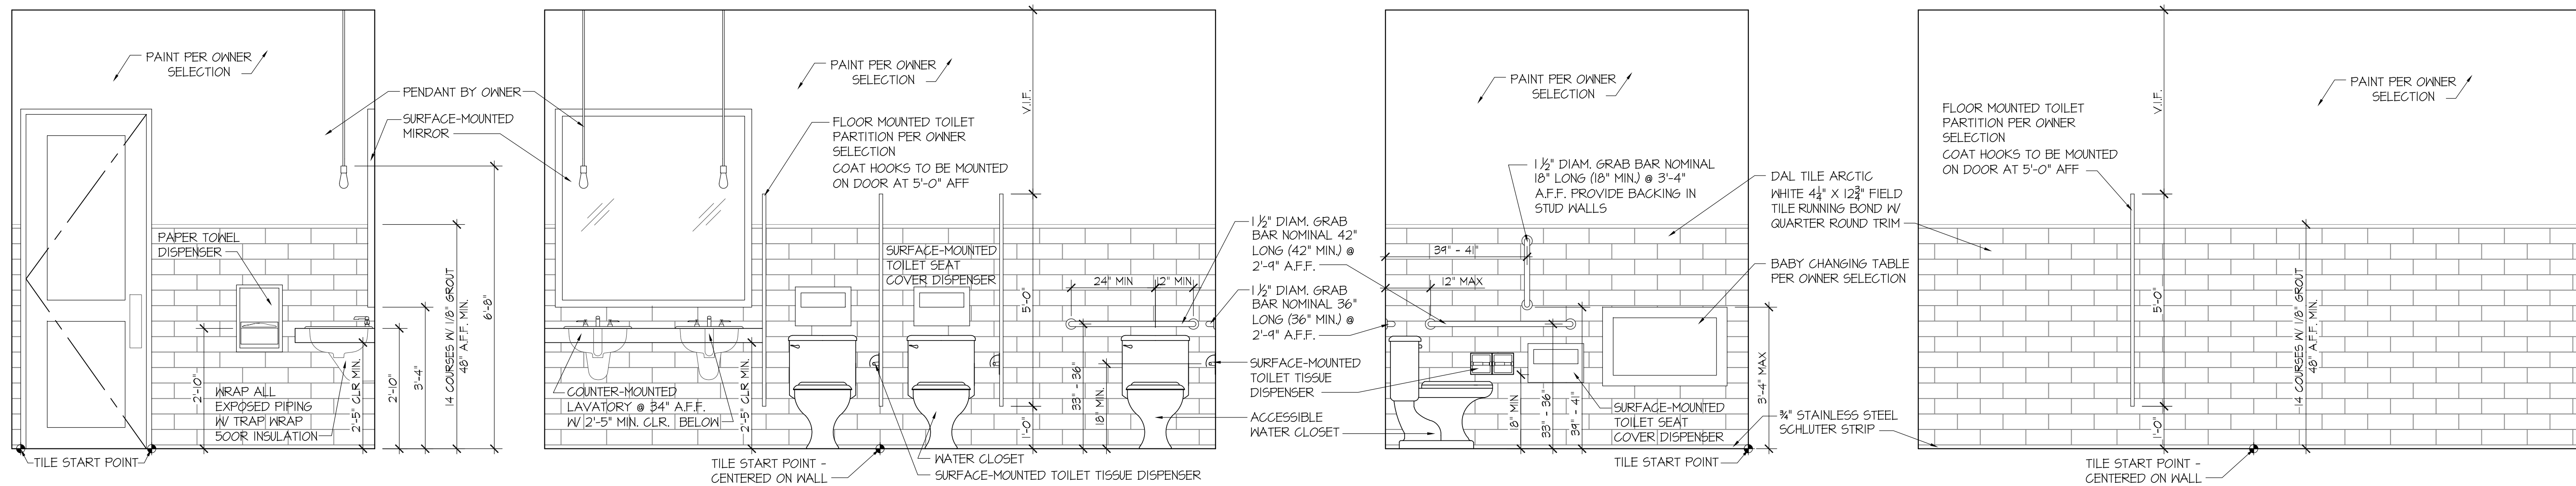 PAINT PER OWNER
SELECTION
PAPER TOWEL
DISPENSER
WRAP ALL
EXPOSED PIPING
W/ TRAP WRAP
500R INSULATION
2'-10"
2'-5" CLR MIN.
2'-10"
3'-4"
14 COURSES W/ 1/8" GROUT
48" A.F.F. MIN.
6'-8"
TILE START POINT
PENDANT BY OWNER
SURFACE-MOUNTED
MIRROR
PAINT PER OWNER
SELECTION
FLOOR MOUNTED TOILET
PARTITION PER OWNER
SELECTION
COAT HOOKS TO BE MOUNTED
ON DOOR AT 5'-0" AFF
V.I.F.
SURFACE-MOUNTED
TOILET SEAT
COVER DISPENSER
24" MIN
12" MIN.
5'-0"
COUNTER-MOUNTED
LAVATORY @ 34" A.F.F.
W/ 2'-5" MIN. CLR. BELOW
2'-5" CLR MIN.
1'-0"
33" - 36"
18" MIN.
TILE START POINT -
CENTERED ON WALL
WATER CLOSET
SURFACE-MOUNTED TOILET TISSUE DISPENSER
1 1/2" DIAM. GRAB
BAR NOMINAL 42"
LONG (42" MIN.) @
2'-9" A.F.F.
1 1/2" DIAM. GRAB
BAR NOMINAL 36"
LONG (36" MIN.) @
2'-9" A.F.F.
SURFACE-MOUNTED
TOILET TISSUE
DISPENSER
ACCESSIBLE
WATER CLOSET
PAINT PER OWNER
SELECTION
1 1/2" DIAM. GRAB BAR NOMINAL
18" LONG (18" MIN.) @ 3'-4"
A.F.F. PROVIDE BACKING IN
STUD WALLS
39" - 41"
12" MAX
18" MIN
33" - 36"
39" - 41"
SURFACE-MOUNTED
TOILET SEAT
COVER DISPENSER
3'-4" MAX
TILE START POINT
DAL TILE ARCTIC
WHITE 4 1/4" X 12 3/4" FIELD
TILE RUNNING BOND W/
QUARTER ROUND TRIM
BABY CHANGING TABLE
PER OWNER SELECTION
3/4" STAINLESS STEEL
SCHLUTER STRIP
FLOOR MOUNTED TOILET
PARTITION PER OWNER
SELECTION
COAT HOOKS TO BE MOUNTED
ON DOOR AT 5'-0" AFF
V.I.F.
PAINT PER OWNER
SELECTION
5'-0"
1'-0"
14 COURSES W/ 1/8" GROUT
48" A.F.F. MIN.
TILE START POINT -
CENTERED ON WALL